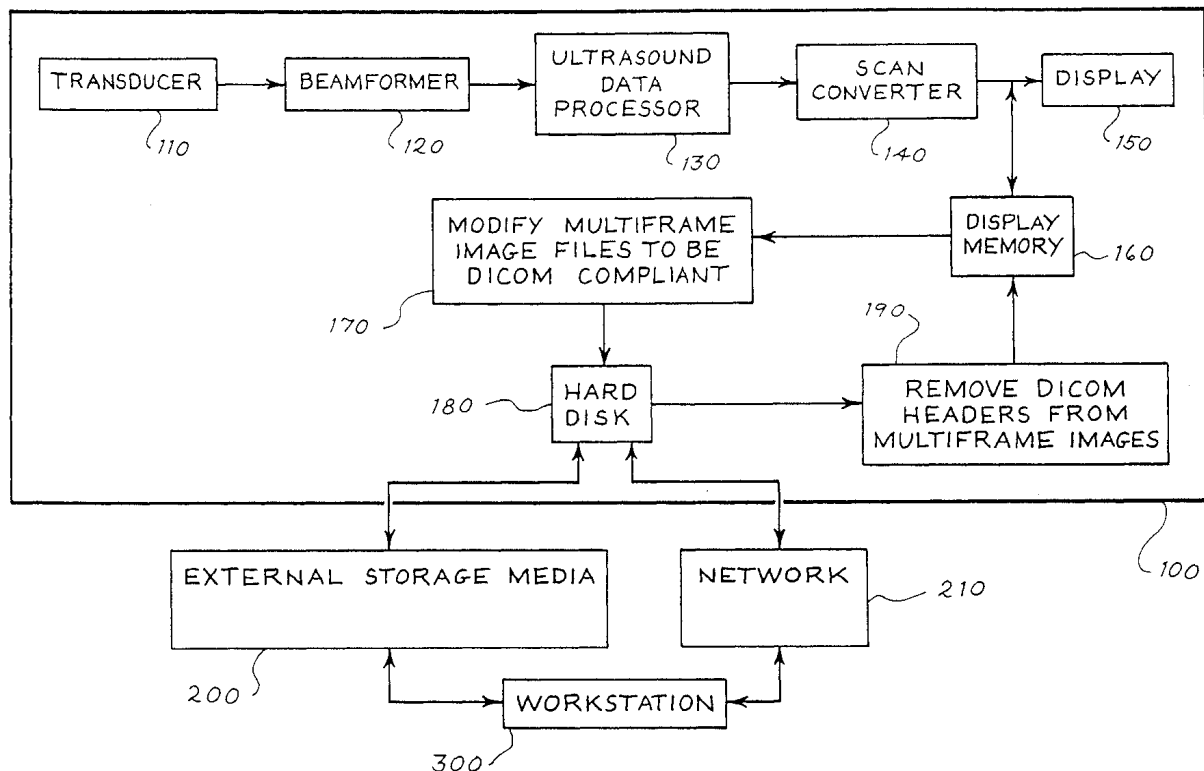 TRANSDUCER
110
BEAMFORMER
120
ULTRASOUND
DATA
PROCESSOR
130
SCAN
CONVERTER
140
DISPLAY
150
MODIFY MULTIFRAME
IMAGE FILES TO BE
DICOM COMPLIANT
170
DISPLAY
MEMORY
160
HARD
DISK
180
190
REMOVE DICOM
HEADERS FROM
MULTIFRAME IMAGES
100
EXTERNAL STORAGE MEDIA
200
NETWORK
210
WORKSTATION
300